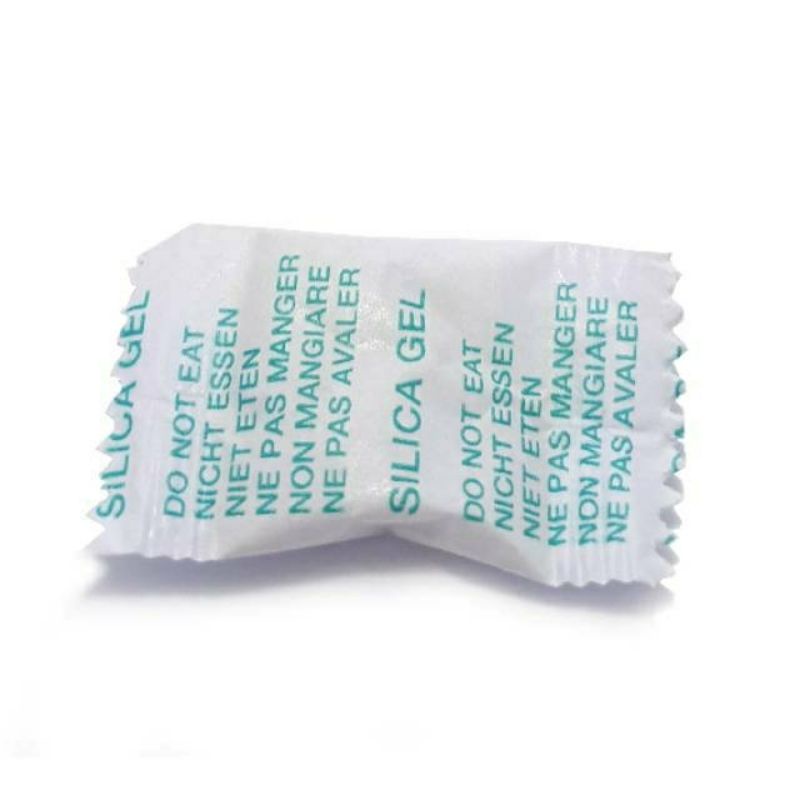 SILICA GEL
DO NOT EAT
NICHT ESSEN
NIET ETEN
NE PAS MANGER
NON MANGIARE
NE PAS AVALER
SILICA GEL
DO NOT EAT
NICHT ESSEN
NIET ETEN
NE PAS MANGER
NON MANGIARE
NE PAS AVALER